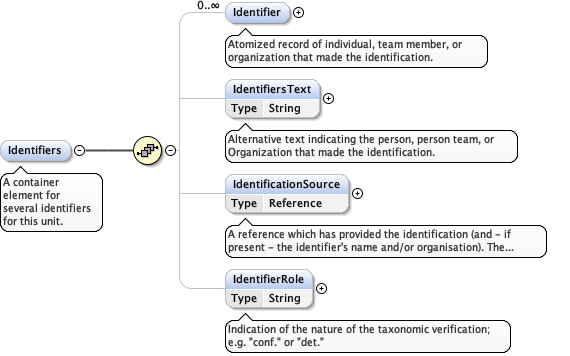 0..∞
Identifier
Atomized record of individual, team member, or
organization that made the identification.
IdentifiersText
Type String
Alternative text indicating the person, person team, or
Organization that made the identification.
Identifiers
A container
element for
several identifiers
for this unit.
IdentificationSource
Type Reference
A reference which has provided the identification (and - if
present - the identifier's name and/or organisation). The...
IdentifierRole
Type String
Indication of the nature of the taxonomic verification;
e.g. "conf." or "det."